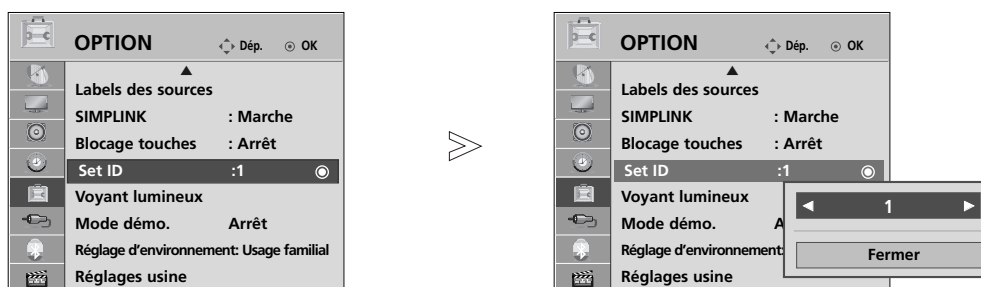 OPTION Dép. OK
Labels des sources
SIMPLINK : Marche
Blocage touches : Arrêt
Set ID :1
Voyant lumineux
Mode démo. Arrêt
Réglage d'environnement: Usage familial
Réglages usine
OPTION Dép. OK
Labels des sources
SIMPLINK : Marche
Blocage touches : Arrêt
Set ID :1
Voyant lumineux
Mode démo. A
Réglage d'environnement:
Réglages usine
1
Fermer